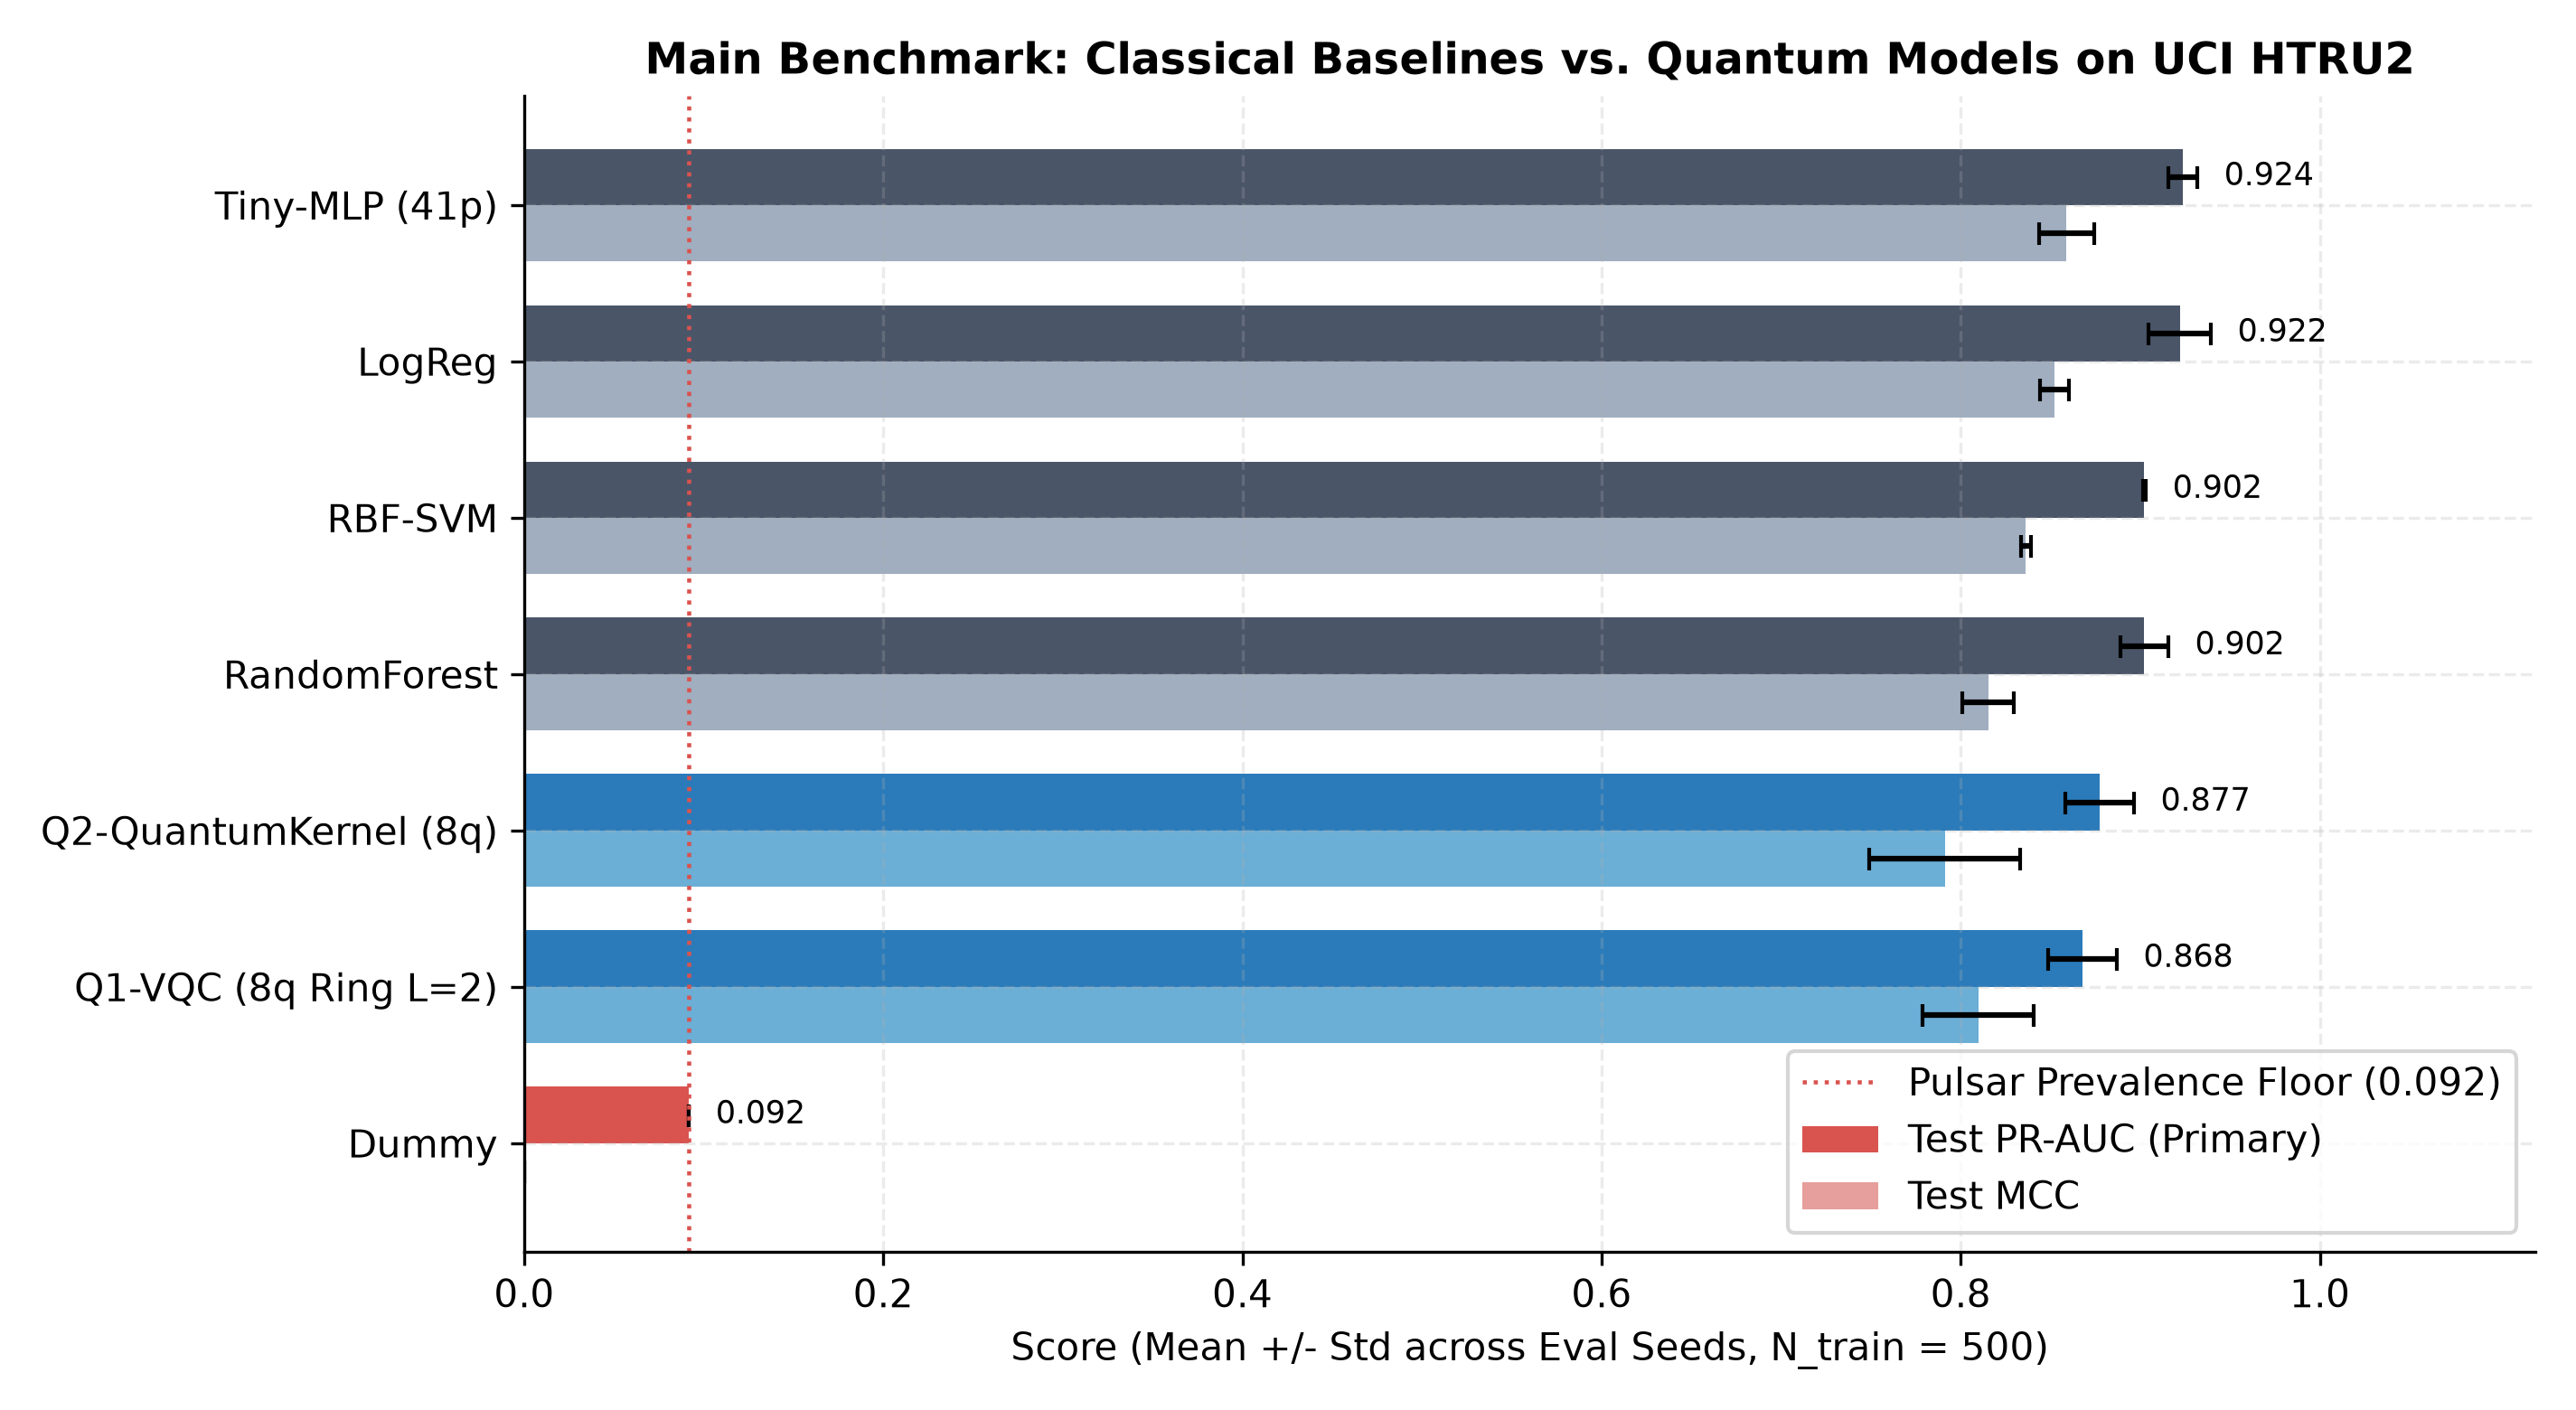 Main Benchmark: Classical Baselines vs. Quantum Models on UCI HTRU2
Tiny-MLP (41p)
0.924
LogReg
0.922
RBF-SVM
0.902
RandomForest
0.902
Q2-QuantumKernel (8q)
0.877
Q1-VQC (8q Ring L=2)
0.868
Dummy
0.092
Pulsar Prevalence Floor (0.092)
Test PR-AUC (Primary)
Test MCC
0.0 0.2 0.4 0.6 0.8 1.0
Score (Mean +/- Std across Eval Seeds, N_train = 500)